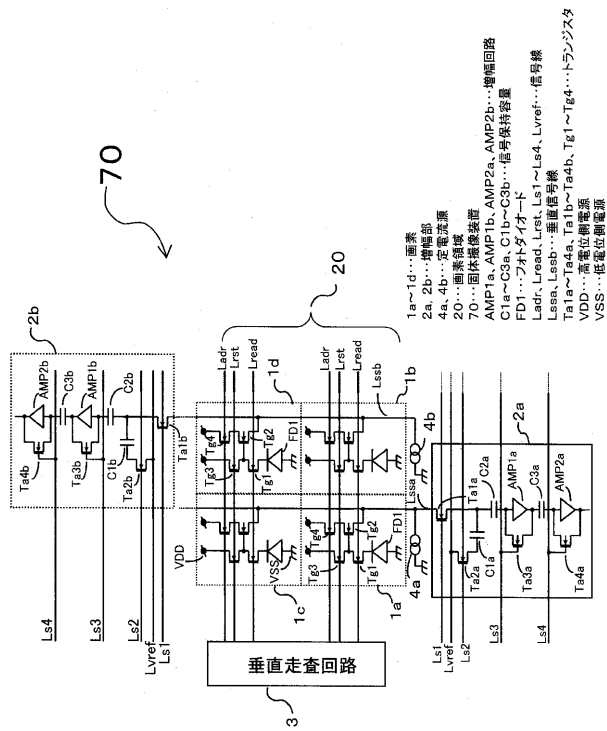 70
2b
AMP2b
Ta4b
C3b
AMP1b
Ta3b
C2b
C1b
Ta2b
Ta1b
Ls4
Ls3
Ls2
Lvref
Ls1
20
Ladr
Lrst
Lread
Ladr
Lrst
Lread
1d
Tg4
Tg3
Tg2
Tg1
FD1
Lssb
1b
VDD
VSS
1c
Lssa
Tg4
Tg3
Tg2
Tg1
FD1
1a
4b
4a
垂直走査回路
3
2a
Ls1
Lvref
Ls2
Ls3
Ls4
Ta1a
Ta2a
C1a
C2a
AMP1a
Ta3a
C3a
AMP2a
Ta4a
1a～1d…画素
2a, 2b…増幅部
4a, 4b…定電流源
20…画素領域
70…固体撮像装置
AMP1a、AMP1b、AMP2a、AMP2b…増幅回路
C1a～C3a、C1b～C3b…信号保持容量
FD1…フォトダイオード
Ladr、Lread、Lrst、Ls1～Ls4、Lvref…信号線
Lssa、Lssb…垂直信号線
Ta1a～Ta4a、Ta1b～Ta4b、Tg1～Tg4…トランジスタ
VDD…高電位側電源
VSS…低電位側電源